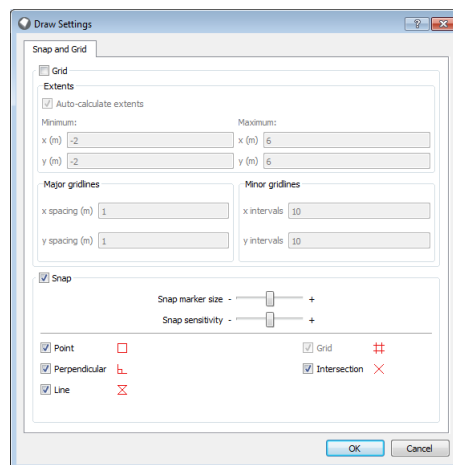 Draw Settings
Snap and Grid
Grid
Extents
Auto-calculate extents
Minimum: Maximum:
x (m) -2 x (m) 6
y (m) -2 y (m) 6
Major gridlines Minor gridlines
x spacing (m) 1 x intervals 10
y spacing (m) 1 y intervals 10
Snap
Snap marker size - +
Snap sensitivity - +
Point Grid
Perpendicular Intersection
Line
OK Cancel